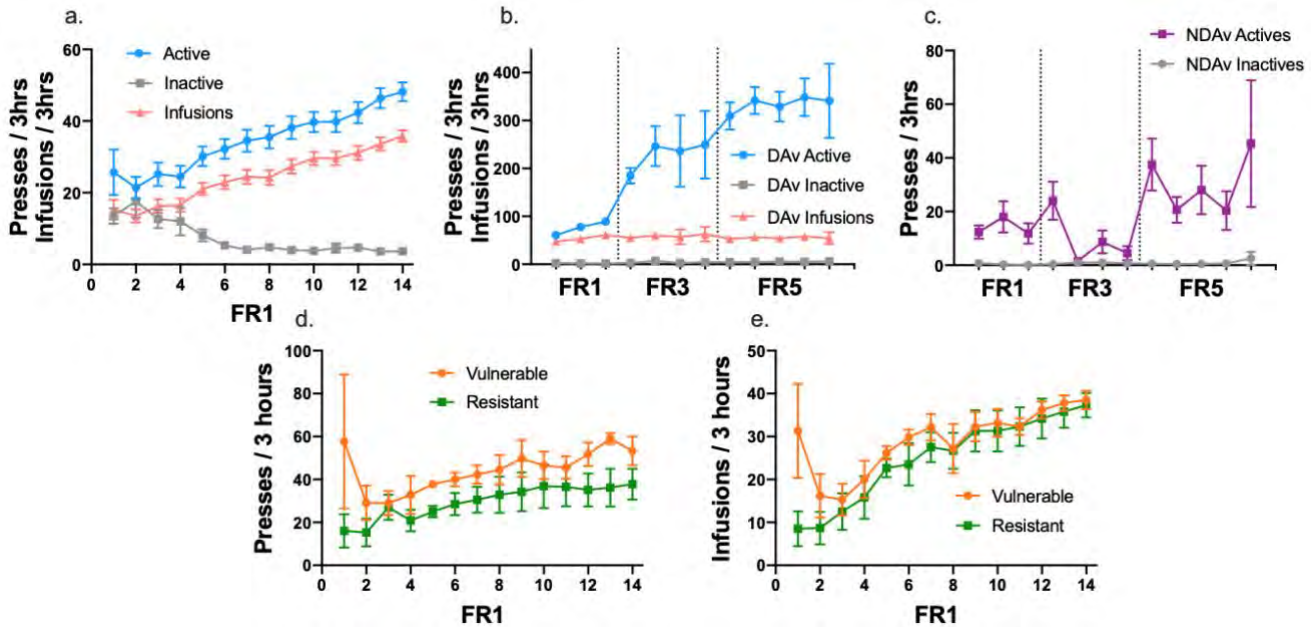 a.
Presses / 3hrs
Infusions / 3hrs
60
40
20
0
Active
Inactive
Infusions
0 2 4 6 8 10 12 14
FR1
b.
Presses / 3hrs
Infusions / 3hrs
400
300
200
100
0
DAv Active
DAv Inactive
DAv Infusions
FR1 FR3 FR5
c.
Presses / 3hrs
80
60
40
20
0
NDAv Actives
NDAv Inactives
FR1 FR3 FR5
d.
Presses / 3 hours
100
80
60
40
20
0
Vulnerable
Resistant
0 2 4 6 8 10 12 14
FR1
e.
Infusions / 3 hours
50
40
30
20
10
0
Vulnerable
Resistant
0 2 4 6 8 10 12 14
FR1